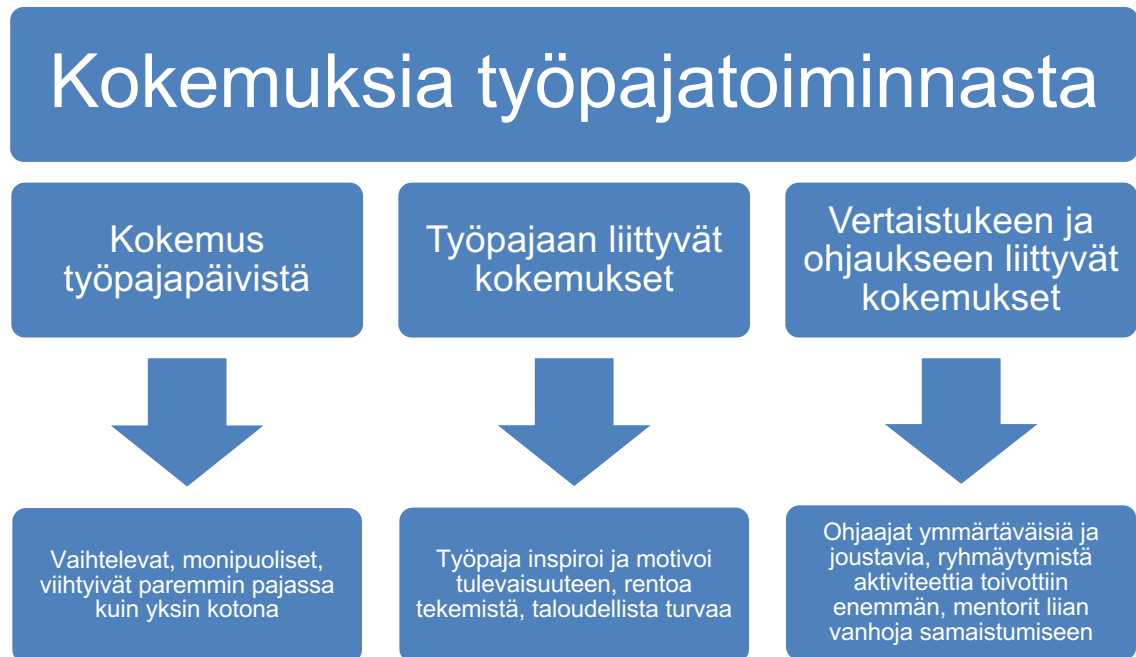 Kokemuksia työpajatoiminnasta
Kokemus
työpajapäivistä
Työpajaan liittyvät
kokemukset
Vertaistukeen ja
ohjaukseen liittyvät
kokemukset
Vaihtelevat, monipuoliset,
viihtyivät paremmin pajassa
kuin yksin kotona
Työpaja inspiroi ja motivoi
tulevaisuuteen, rentoa
tekemistä, taloudellista turvaa
Ohjaajat ymmärtäväisiä ja
joustavia, ryhmäytymistä
aktiviteettia toivottiin
enemmän, mentorit liian
vanhoja samaistumiseen